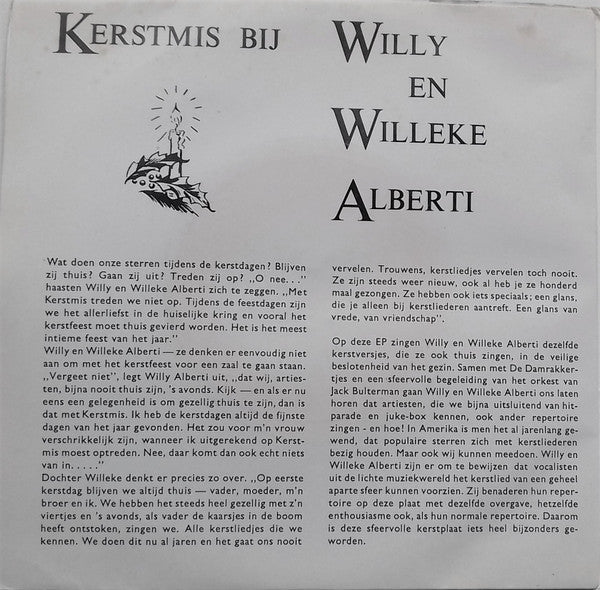 KERSTMIS BIJ
WILLY
EN
WILLEKE
ALBERTI
Wat doen onze sterren tijdens de kerstdagen? Blijven
zij thuis? Gaan zij uit? Treden zij op? ,,O nee. . .''
haasten Willy en Willeke Alberti zich te zeggen. ,,Met
Kerstmis treden we niet op. Tijdens de feestdagen zijn
we het allerliefst in de huiselijke kring en vooral het
kerstfeest moet thuis gevierd worden. Het is het meest
intieme feest van het jaar.''
Willy en Willeke Alberti — ze denken er eenvoudig niet
aan om met het kerstfeest voor een zaal te gaan staan.
,,Vergeet niet'', legt Willy Alberti uit, ,,dat wij, arties-
ten, bijna nooit thuis zijn, 's avonds. Kijk — en als er nu
eens een gelegenheid is om gezellig thuis te zijn, dan is
dat met Kerstmis. Ik heb de kerstdagen altijd de fijnste
dagen van het jaar gevonden. Het zou voor m'n vrouw
verschrikkelijk zijn, wanneer ik uitgerekend op Kerst-
mis moest optreden. Nee, daar komt dan ook echt niets
van in. . . . .''
Dochter Willeke denkt er precies zo over. ,,Op eerste
kerstdag blijven we altijd thuis — vader, moeder, m'n
broer en ik. We hebben het steeds heel gezellig met z'n
viertjes en 's avonds, als vader de kaarsjes in de boom
heeft ontstoken, zingen we. Alle kerstliedjes die we
kennen. We doen dit nu al jaren en het gaat ons nooit
vervelen. Trouwens, kerstliedjes vervelen toch nooit.
Ze zijn steeds weer nieuw, ook al heb je ze honderd
maal gezongen. Ze hebben ook iets speciaals; een glans,
die je alleen bij kerstliederen aantreft. Een glans van
vrede, van vriendschap''.
Op deze EP zingen Willy en Willeke Alberti dezelfde
kerstversjes, die ze ook thuis zingen, in de veilige
beslotenheid van het gezin. Samen met De Damrakker-
tjes en een sfeervolle begeleiding van het orkest van
Jack Bulterman gaan Willy en Willeke Alberti ons laten
horen dat artiesten, die we bijna uitsluitend van hit-
parade en juke-box kennen, ook ander repertoire
zingen - en hoe! In Amerika is men het al jarenlang ge-
wend, dat populaire sterren zich met kerstliederen
bezig houden. Maar ook wij kunnen meedoen. Willy en
Willeke Alberti zijn er om te bewijzen dat vocalisten
uit de lichte muziekwereld het kerstlied van een geheel
aparte sfeer kunnen voorzien. Zij benaderen hun reper-
toire op deze plaat met dezelfde overgave, hetzelfde
enthousiasme ook, als hun normale repertoire. Daarom
is deze sfeervolle kerstplaat iets heel bijzonders ge-
worden.